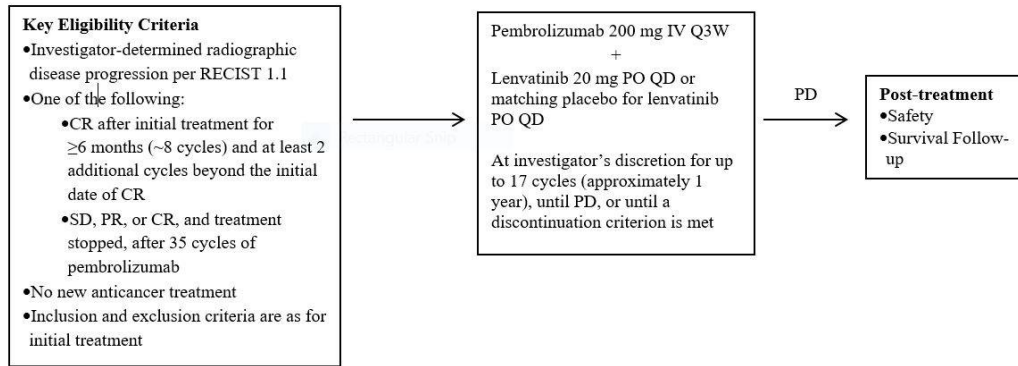 Key Eligibility Criteria
•Investigator-determined radiographic
disease progression per RECIST 1.1
•One of the following:
•CR after initial treatment for
≥6 months (~8 cycles) and at least 2
additional cycles beyond the initial
date of CR
•SD, PR, or CR, and treatment
stopped, after 35 cycles of
pembrolizumab
•No new anticancer treatment
•Inclusion and exclusion criteria are as for
initial treatment
Pembrolizumab 200 mg IV Q3W
+
Lenvatinib 20 mg PO QD or
matching placebo for lenvatinib
PO QD
At investigator’s discretion for up
to 17 cycles (approximately 1
year), until PD, or until a
discontinuation criterion is met
PD
Post-treatment
•Safety
•Survival Follow-
up
Rectangular Snip